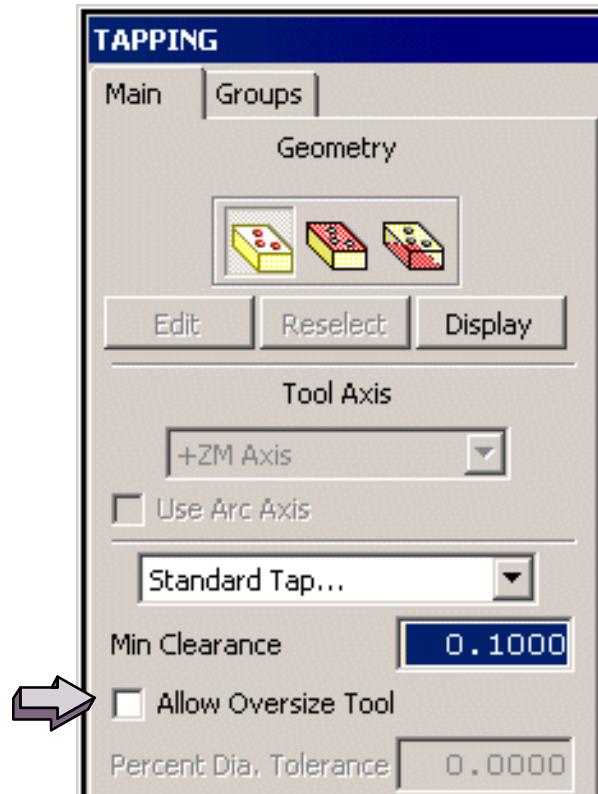 TAPPING
Main Groups
Geometry
Edit Reselect Display
Tool Axis
+ZM Axis
Use Arc Axis
Standard Tap...
Min Clearance 0.1000
Allow Oversize Tool
Percent Dia. Tolerance 0.0000